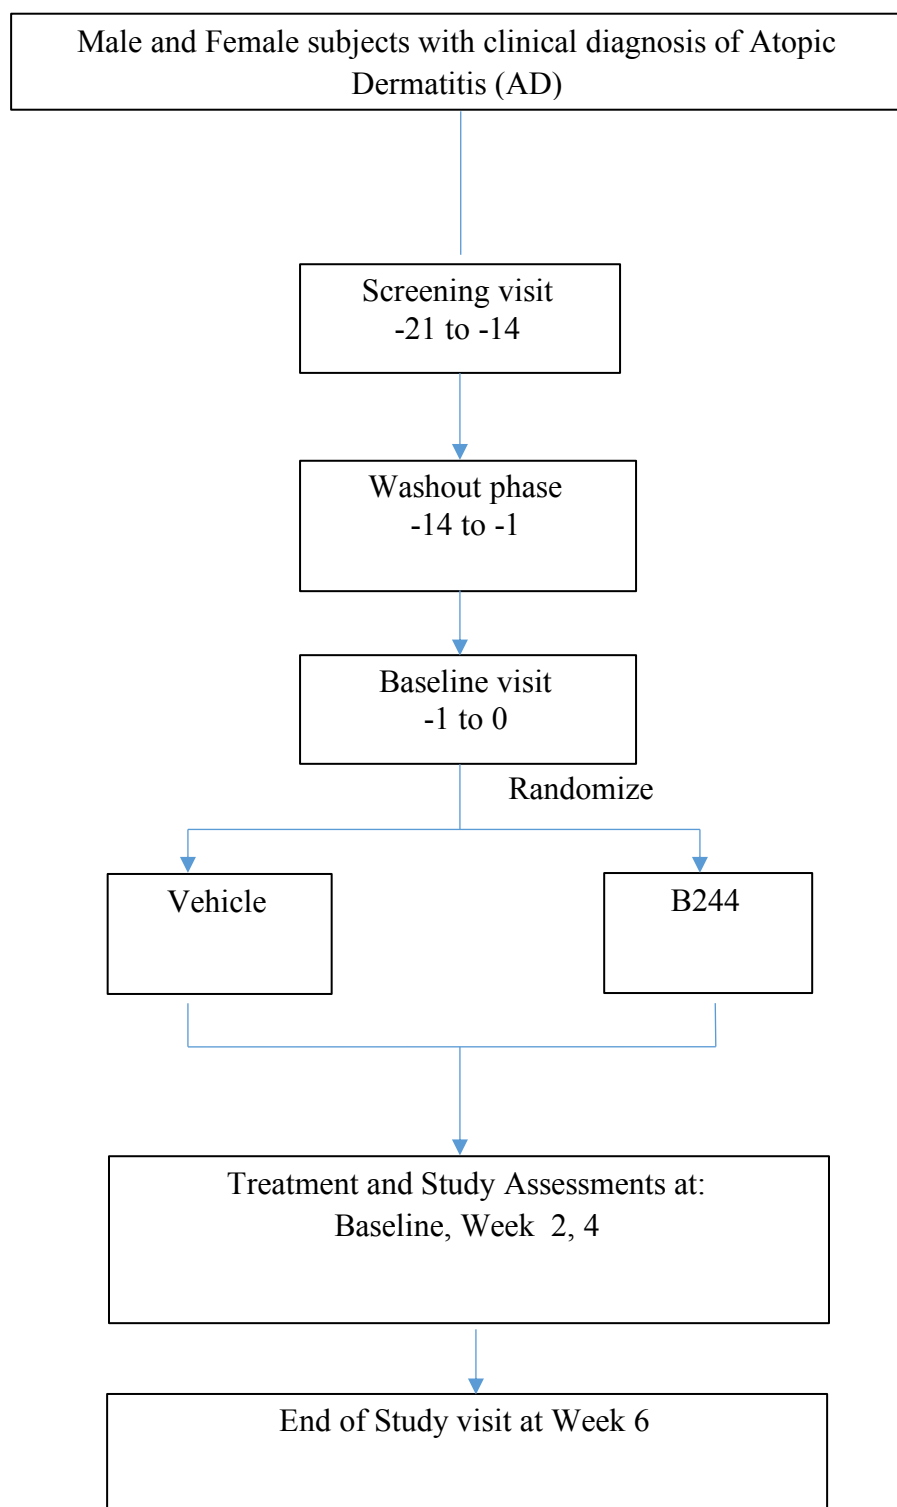 Male and Female subjects with clinical diagnosis of Atopic
Dermatitis (AD)
Screening visit
-21 to -14
Washout phase
-14 to -1
Baseline visit
-1 to 0
Randomize
Vehicle
B244
Treatment and Study Assessments at:
Baseline, Week  2, 4
End of Study visit at Week 6